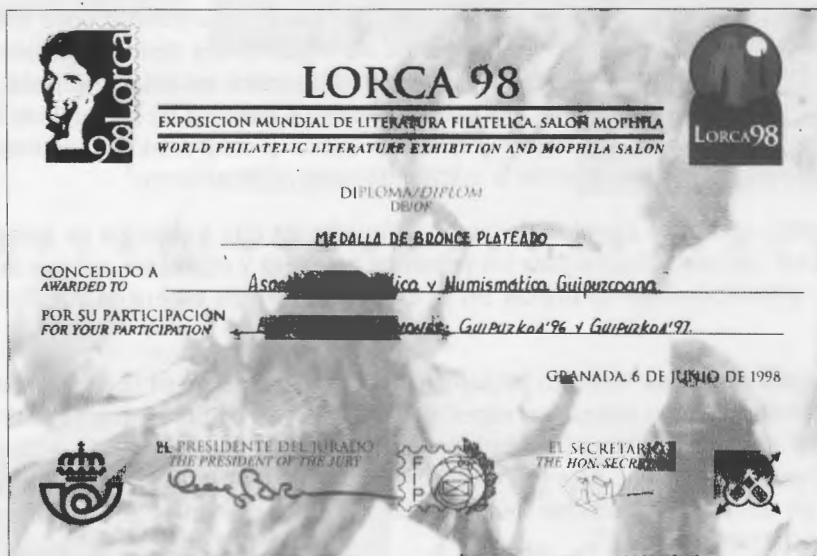 98Lorca
LORCA 98
LORCA98
EXPOSICION MUNDIAL DE LITERATURA FILATELICA. SALON MOPHILA
WORLD PHILATELIC LITERATURE EXHIBITION AND MOPHILA SALON
DIPLOMA/DIPLOM
DE/OF
MEDALLA DE BRONCE PLATEADO
CONCEDIDO A
AWARDED TO
y Numismática Guipuzcoana
POR SU PARTICIPACIÓN
FOR YOUR PARTICIPATION
GUIPUZKOA'96 y GUIPUZKOA'97.
GRANADA, 6 DE JUNIO DE 1998
EL PRESIDENTE DEL JURADO
THE PRESIDENT OF THE JURY
FIP
EL SECRETARIO
THE HON.